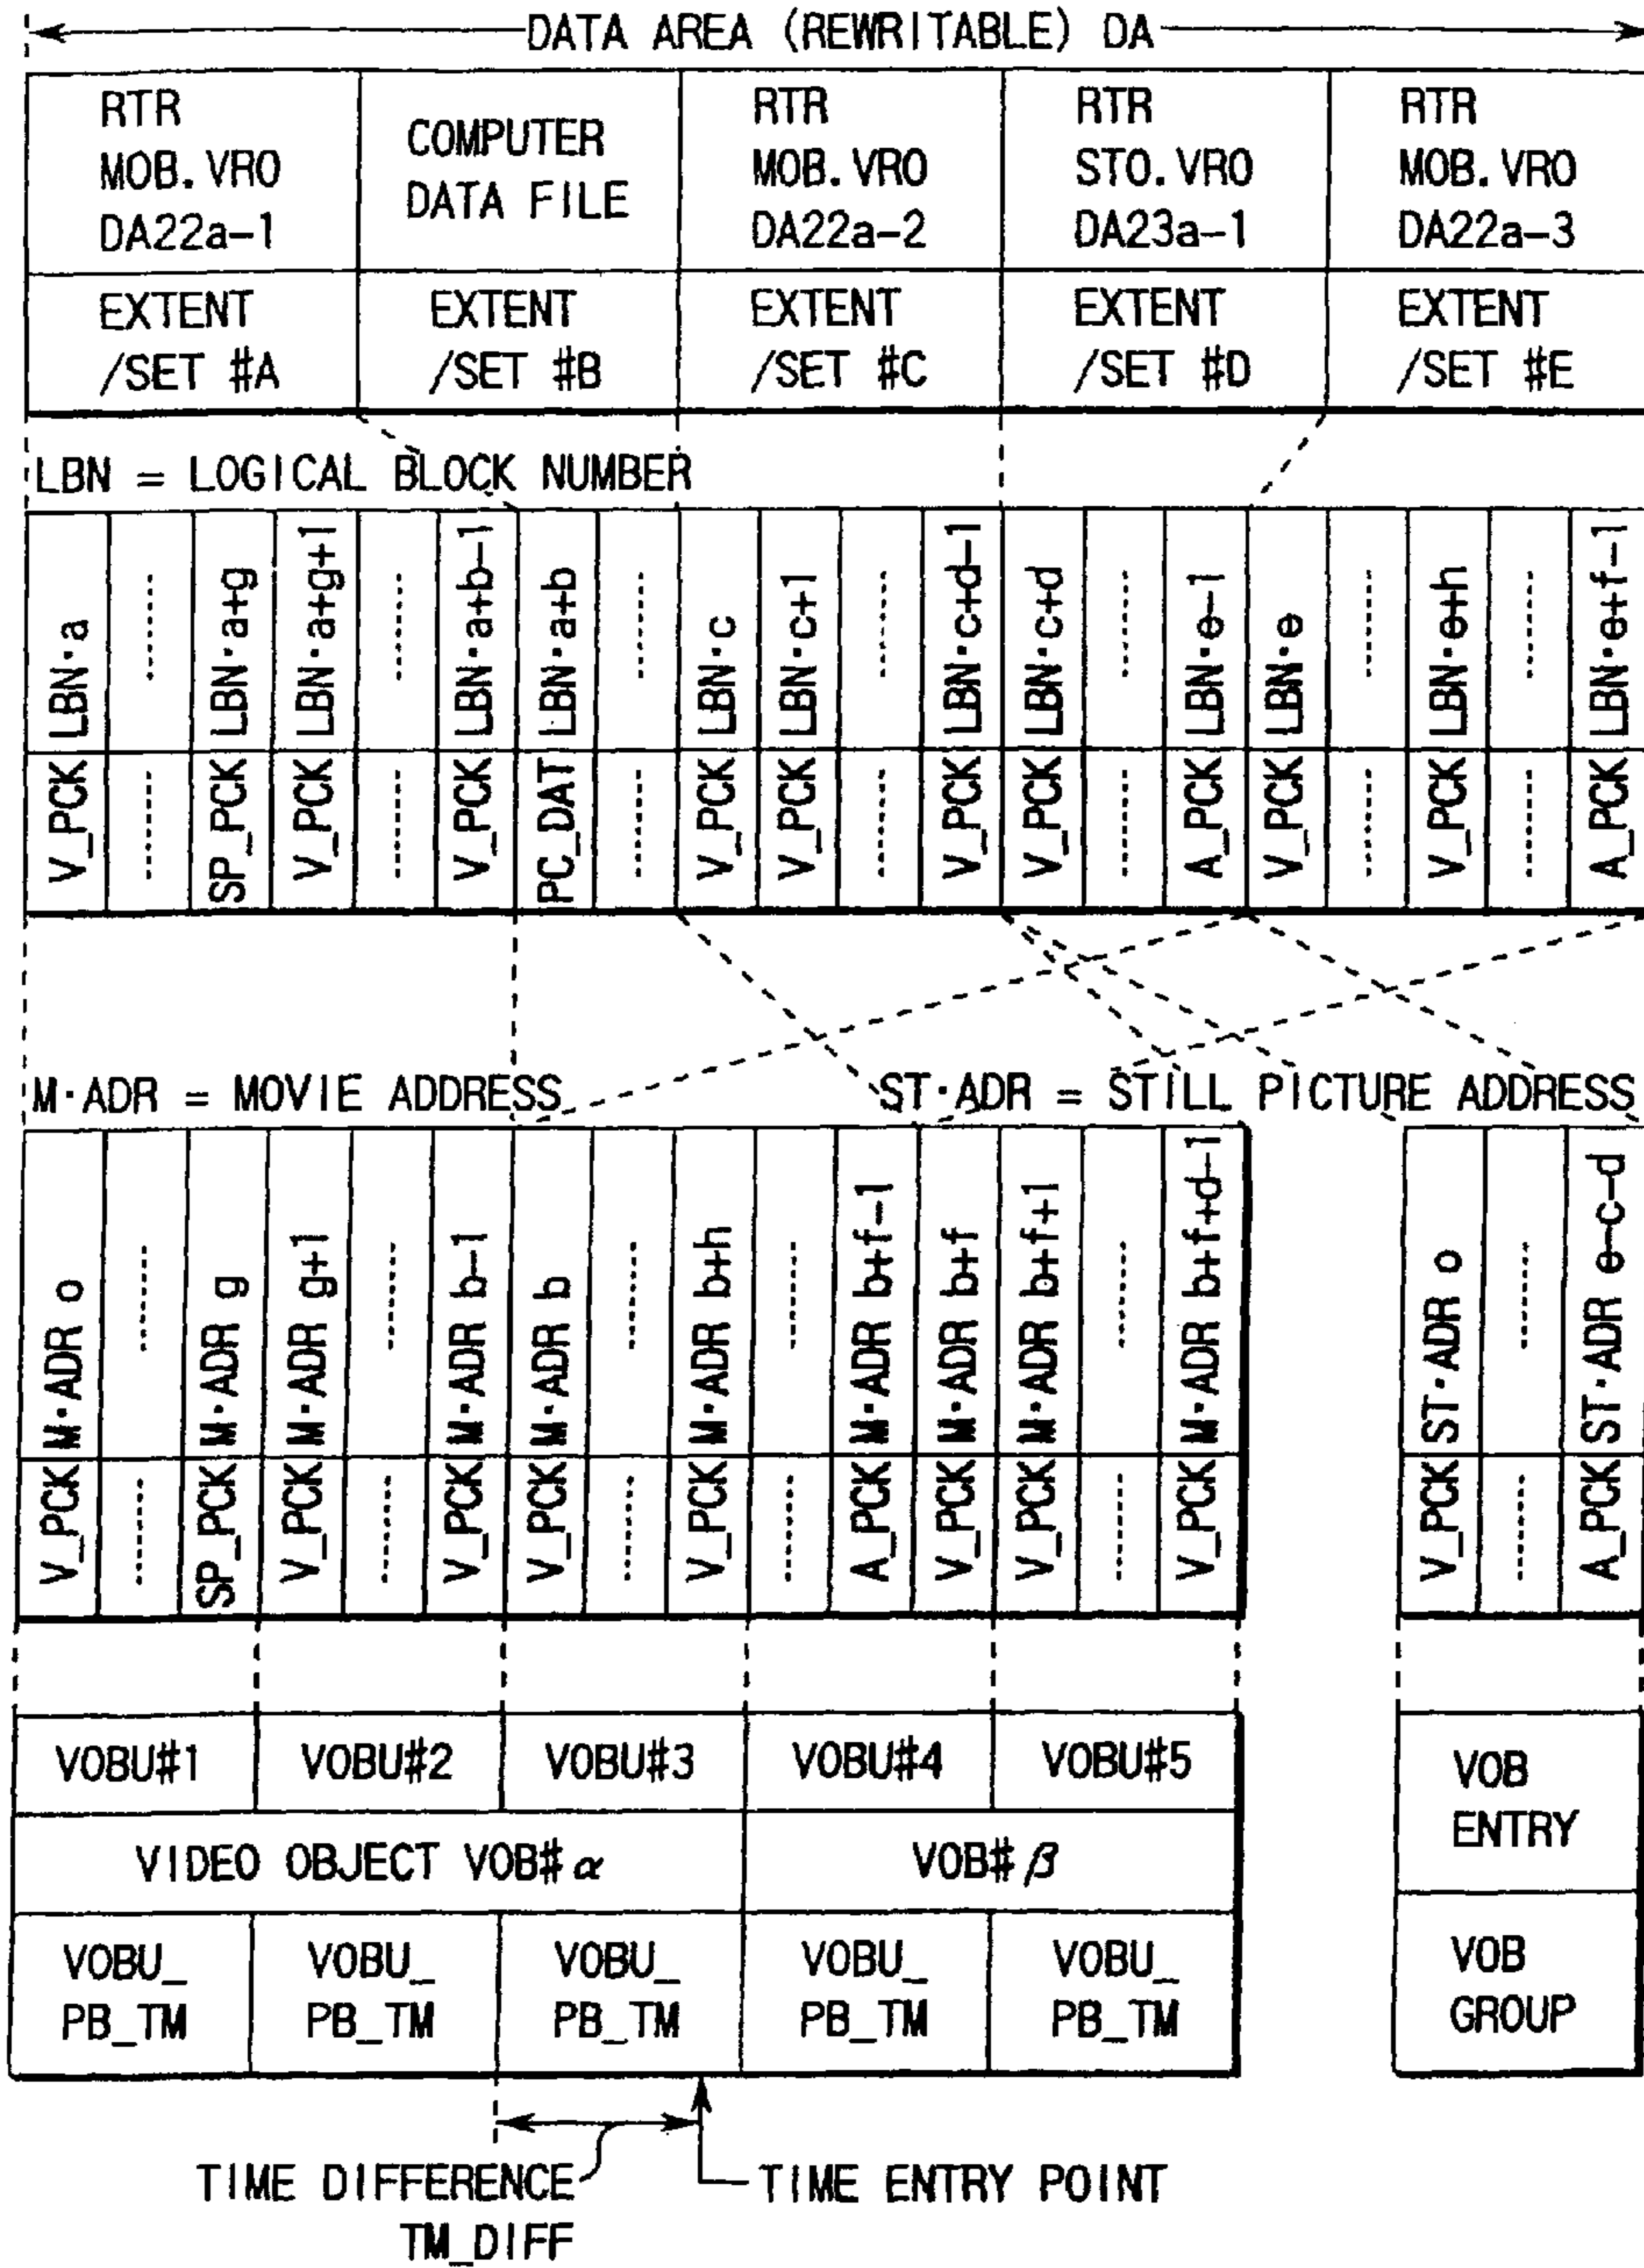 DATA AREA (REWRITABLE) DA
RTR MOB.VRO DA22a-1
COMPUTER DATA FILE
RTR MOB.VRO DA22a-2
RTR STO.VRO DA23a-1
RTR MOB.VRO DA22a-3
EXTENT /SET #A
EXTENT /SET #B
EXTENT /SET #C
EXTENT /SET #D
EXTENT /SET #E
LBN = LOGICAL BLOCK NUMBER
V_PCK LBN·a
SP_PCK LBN·a+g
V_PCK LBN·a+g+1
V_PCK LBN·a+b-1
PC_DAT LBN·a+b
V_PCK LBN·c
V_PCK LBN·c+1
V_PCK LBN·c+d-1
V_PCK LBN·c+d
A_PCK LBN·e-1
V_PCK LBN·e
V_PCK LBN·e+h
A_PCK LBN·e+f-1
M·ADR = MOVIE ADDRESS
ST·ADR = STILL PICTURE ADDRESS
V_PCK M·ADR o
SP_PCK M·ADR g
V_PCK M·ADR g+1
V_PCK M·ADR b-1
V_PCK M·ADR b
V_PCK M·ADR b+h
A_PCK M·ADR b+f-1
V_PCK M·ADR b+f
V_PCK M·ADR b+f+1
V_PCK M·ADR b+f+d-1
V_PCK ST·ADR o
A_PCK ST·ADR e-c-d
VOBU#1
VOBU#2
VOBU#3
VOBU#4
VOBU#5
VIDEO OBJECT VOB#α
VOB#β
VOBU_ PB_TM
VOBU_ PB_TM
VOBU_ PB_TM
VOBU_ PB_TM
VOBU_ PB_TM
VOB ENTRY
VOB GROUP
TIME DIFFERENCE TM_DIFF
TIME ENTRY POINT